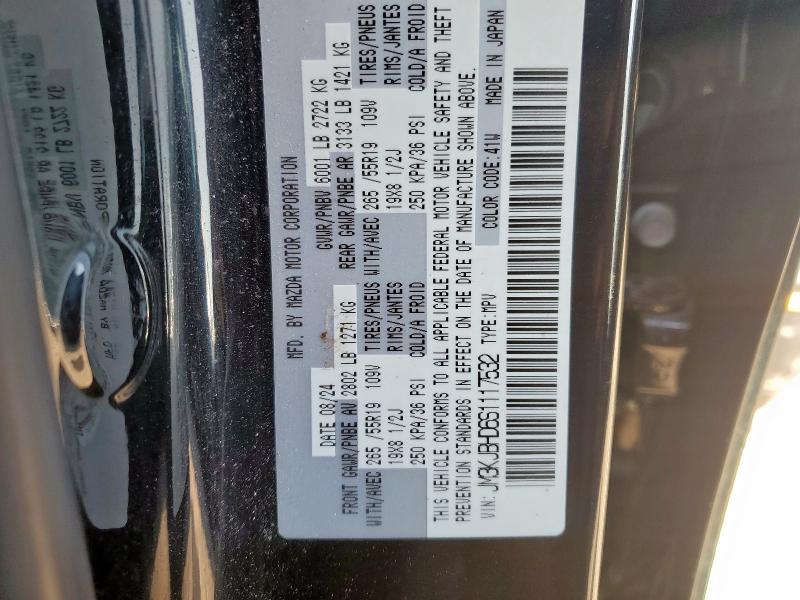 MFD. BY MAZDA MOTOR CORPORATION
DATE 08/24 GVWR/PNBV 6001 LB 2722 KG
FRONT GAWR/PNBE AV 2802 LB 1271 KG REAR GAWR/PNBE AR 3133 LB 1421 KG
WITH/AVEC 265 /55R19 109V TIRES/PNEUS WITH/AVEC 265 /55R19 109V TIRES/PNEUS
19X8 1/2J RIMS/JANTES 19X8 1/2J RIMS/JANTES
250 KPA/36 PSI COLD/A FROID 250 KPA/36 PSI COLD/A FROID
THIS VEHICLE CONFORMS TO ALL APPLICABLE FEDERAL MOTOR VEHICLE SAFETY AND THEFT
PREVENTION STANDARDS IN EFFECT ON THE DATE OF MANUFACTURE SHOWN ABOVE.
VIN: JM3KJBHD6S1117532 TYPE:MPV COLOR CODE:41W MADE IN JAPAN